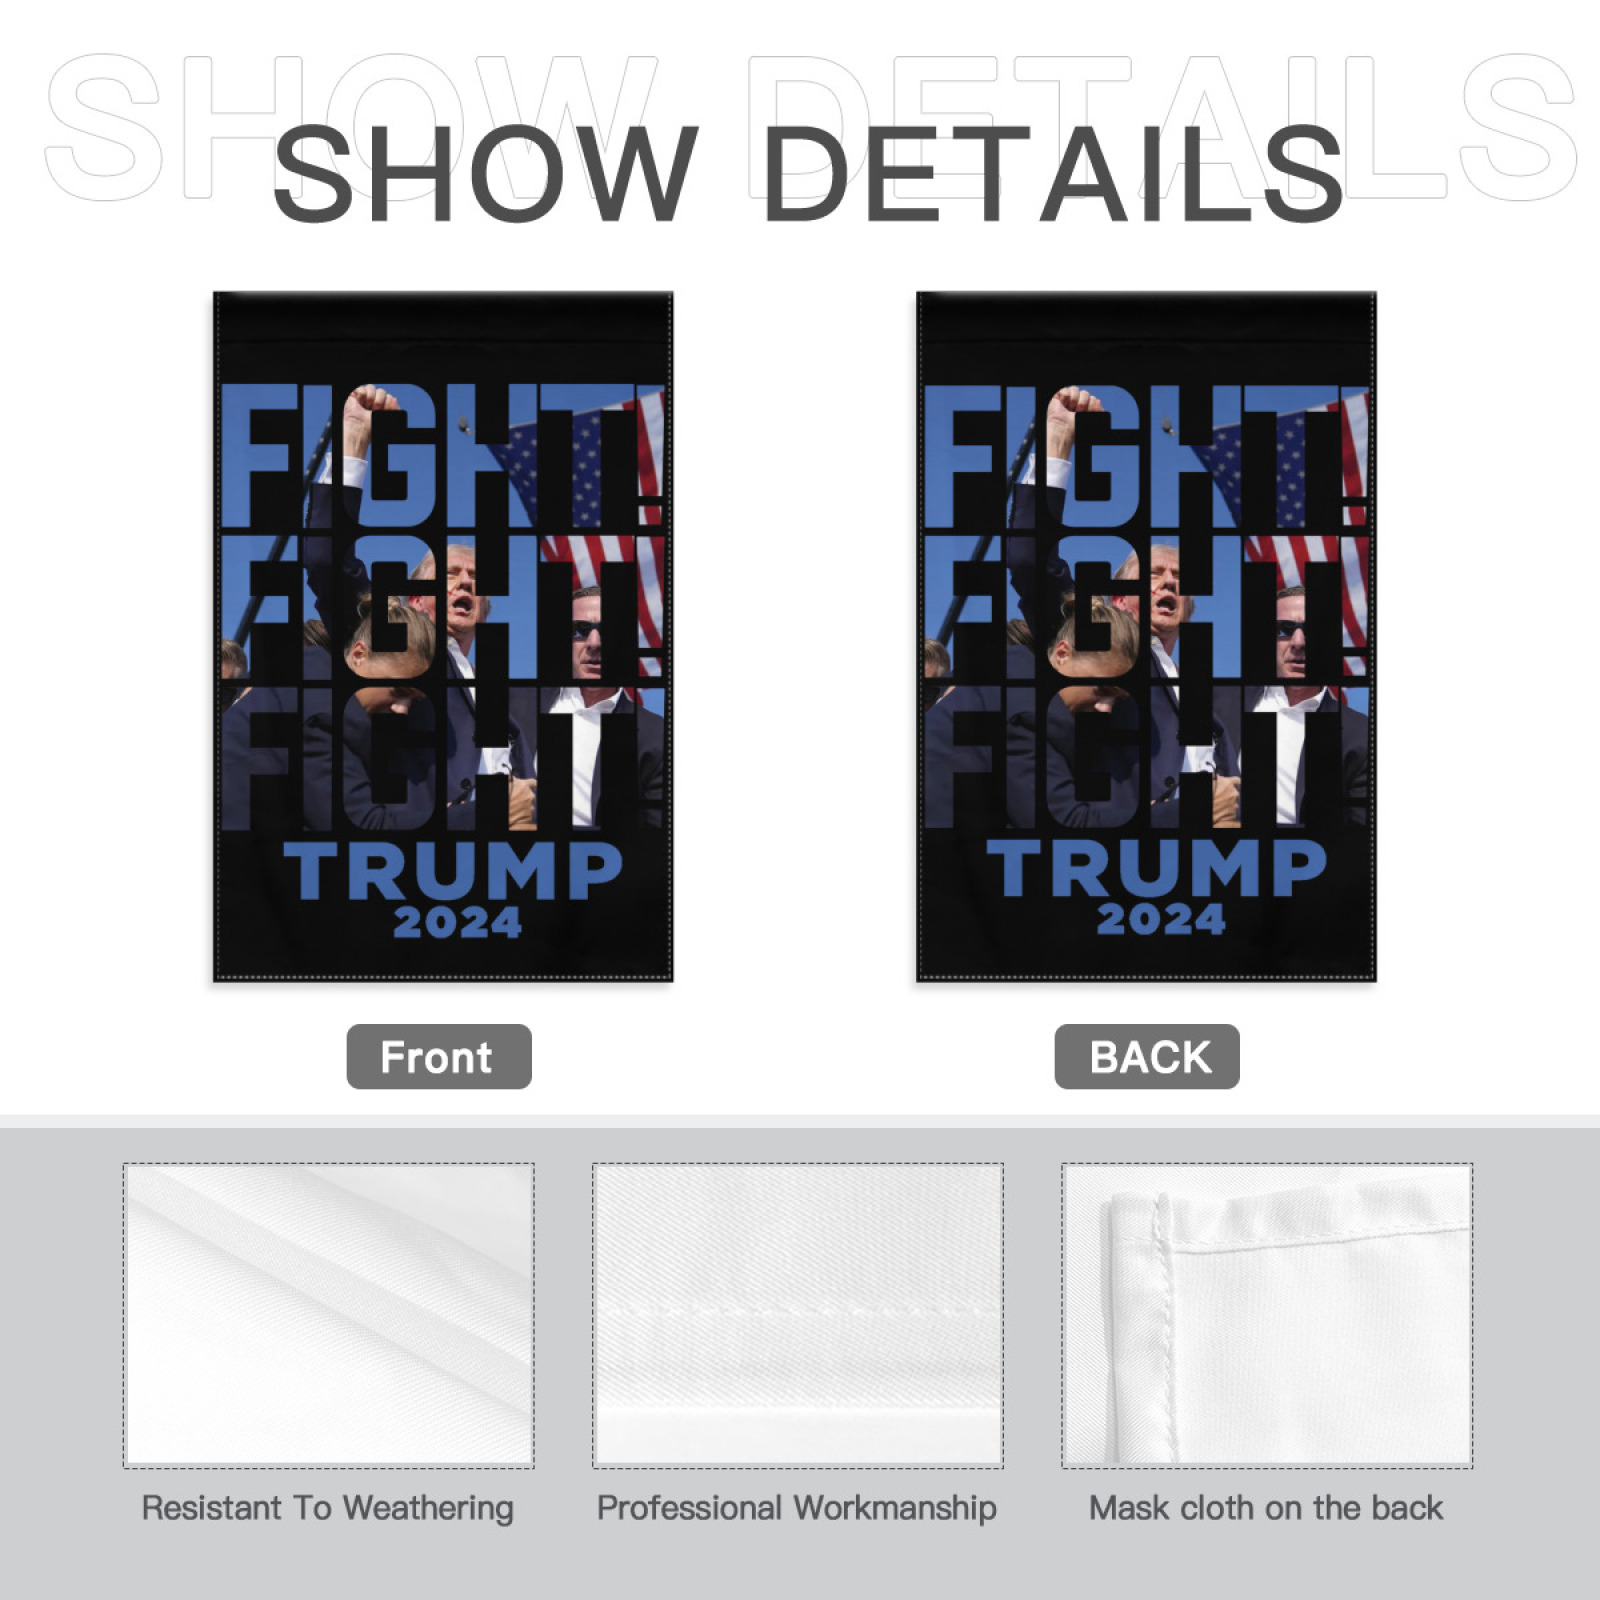 SHOW DETAILS
SHOW DETAILS
FIGHT!
FIGHT!
FIGHT!
TRUMP
2024
FIGHT!
FIGHT!
FIGHT!
TRUMP
2024
Front
BACK
Resistant To Weathering
Professional Workmanship
Mask cloth on the back